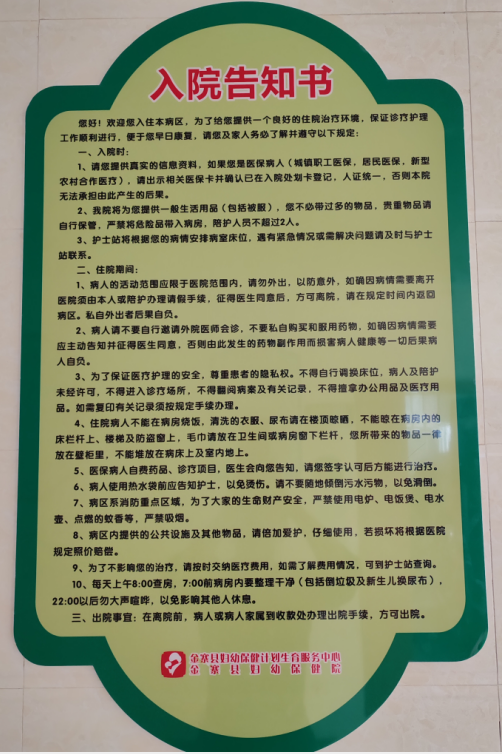 入院告知书
您好！欢迎您入住本病区，为了给您提供一个良好的住院治疗环境，保证诊疗护理
工作顺利进行，便于您早日康复，请您及家人务必了解并遵守以下规定：
一、入院时：
1、请您提供真实的信息资料，如果您是医保病人（城镇职工医保，居民医保，新型
农村合作医疗），请出示相关医保卡并确认已在入院处划卡登记，人证统一，否则本院
无法承担由此产生的后果。
2、我院将为您提供一般生活用品（包括被服），您不必带过多的物品，贵重物品请
自行保管，严禁将危险品带入病房，陪护人员不超过2人。
3、护士站将根据您的病情安排病室床位，遇有紧急情况或需解决问题请及时与护士
站联系。
二、住院期间：
1、病人的活动范围应限于医院范围内，请勿外出，以防意外，如确因病情需要离开
医院须由本人或陪护办理请假手续，征得医生同意后，方可离院，请在规定时间内返回
病区。私自外出者后果自负。
2、病人请不要自行邀请外院医师会诊，不要私自购买和服用药物，如确因病情需要
应主动告知并征得医生同意，否则由此发生的药物副作用而损害病人健康等一切后果病
人自负。
3、为了保证医疗护理的安全，尊重患者的隐私权。不得自行调换床位，病人及陪护
未经许可，不得进入诊疗场所，不得翻阅病案及有关记录，不得擅拿办公用品及医疗用
品。如需复印有关记录须按规定手续办理。
4、住院病人不能在病房烧饭，清洗的衣服、尿布请在楼顶晾晒，不能晾在病房内的
床栏杆上、楼梯及防盗窗上，毛巾请放在卫生间或病房窗下栏杆，您所带来的物品一律
放在壁柜里，不能堆放在病床上及室内地上。
5、医保病人自费药品、诊疗项目，医生会向您告知，请您签字认可后方能进行治疗。
6、病人使用热水袋前应告知护士，以免烫伤。请不要随地倾倒污水污物，以免滑倒。
7、病区系消防重点区域，为了大家的生命财产安全，严禁使用电炉、电饭煲、电水
壶、点燃的蚊香等，严禁吸烟。
8、病区内提供的公共设施及其他物品，请倍加爱护，仔细使用，若损坏将根据医院
规定照价赔偿。
9、为了不影响您的治疗，请按时交纳医疗费用，如需了解费用情况，可到护士站查询。
10、每天上午8:00查房，7:00前病房内要整理干净（包括倒垃圾及新生儿换尿布），
22:00以后勿大声喧哗，以免影响其他人休息。
三、出院事宜：在离院前，病人或病人家属到收款处办理出院手续，方可出院。
金寨县妇幼保健计划生育服务中心
金寨县妇幼保健院